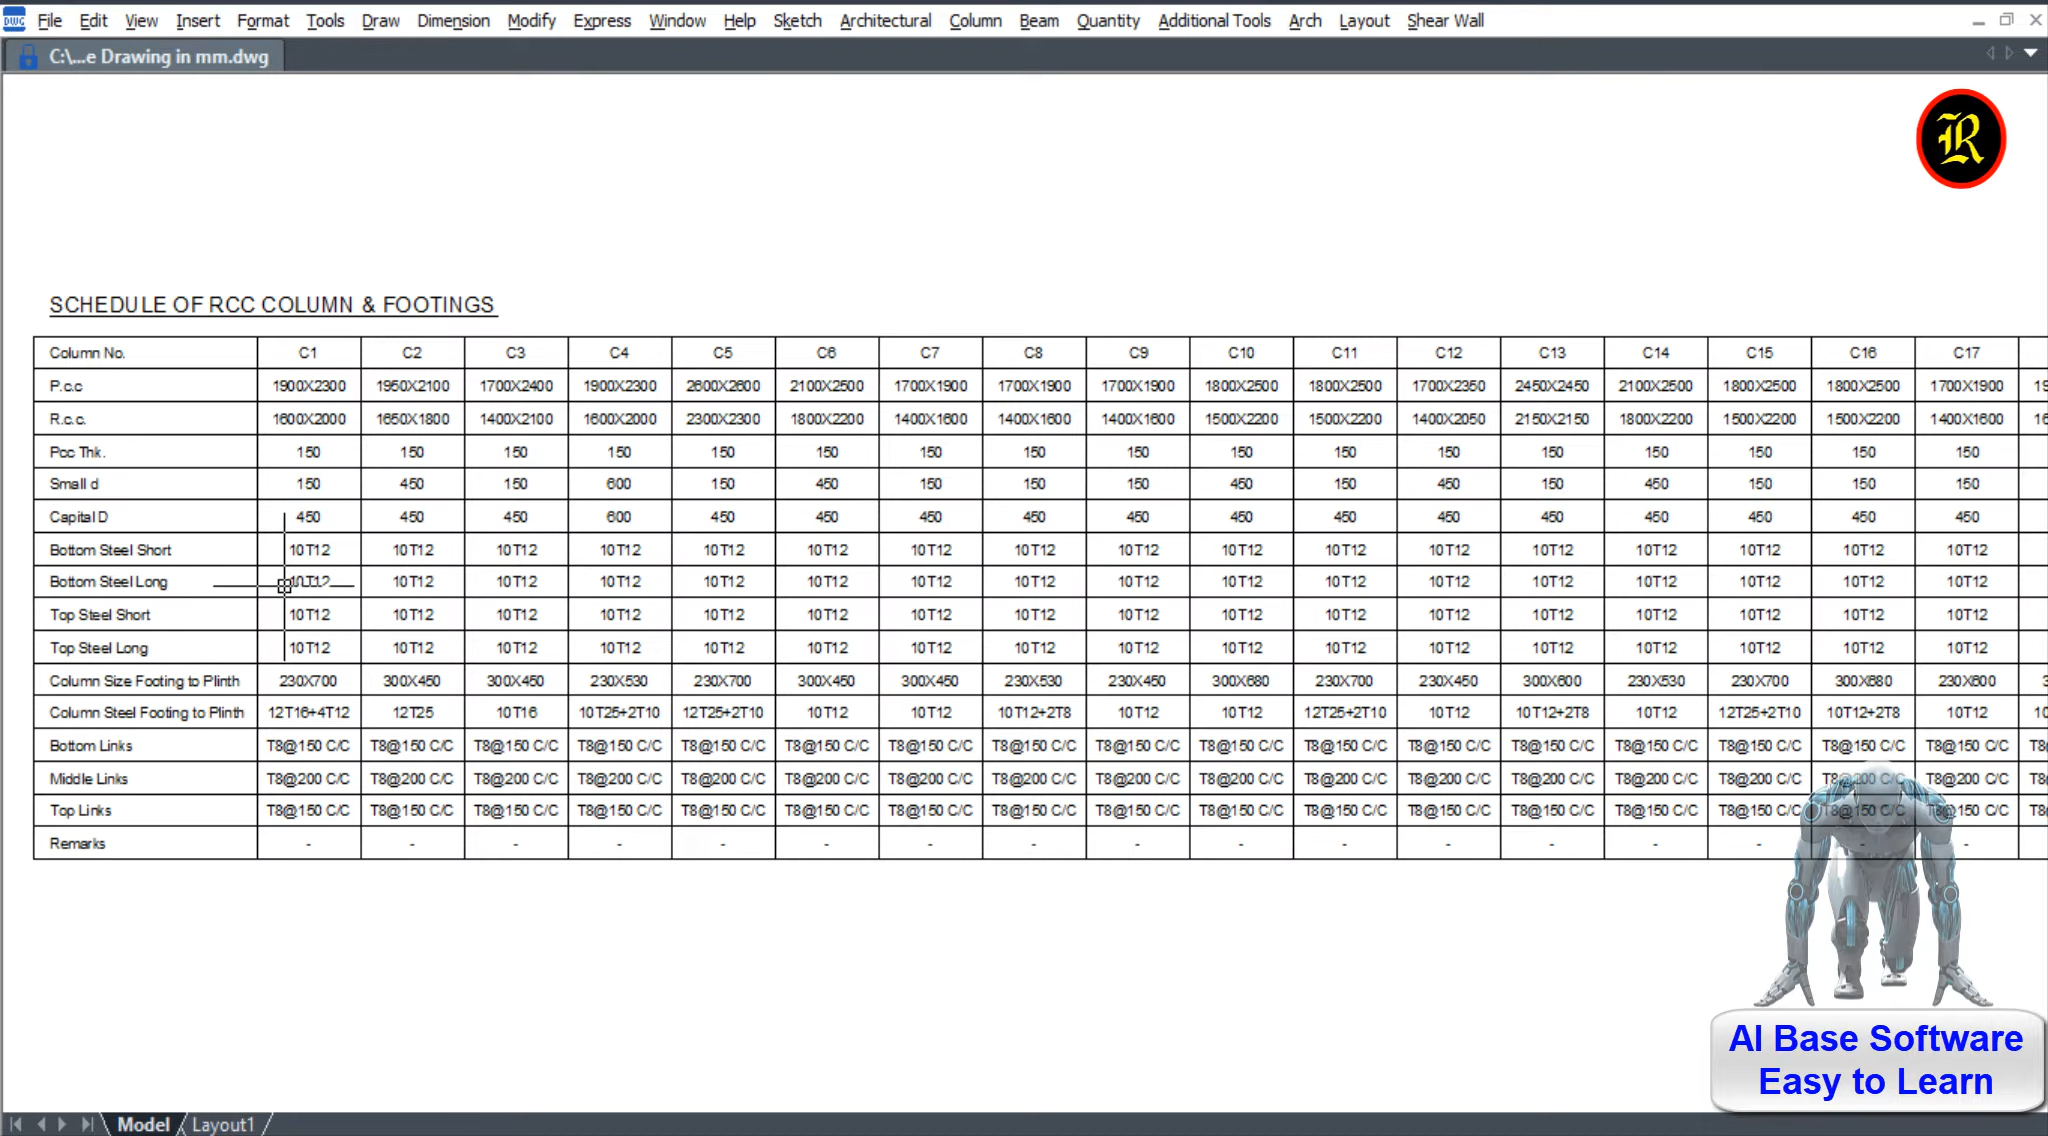 File Edit View Insert Format Tools Draw Dimension Modify Express Window Help Sketch Architectural Column Beam Quantity Additional Tools Arch Layout Shear Wall
C:\...e Drawing in mm.dwg
R
SCHEDULE OF RCC COLUMN & FOOTINGS
Column No. C1 C2 C3 C4 C5 C6 C7 C8 C9 C10 C11 C12 C13 C14 C15 C16 C17
P.c.c 1900X2300 1950X2100 1700X2400 1900X2300 2600X2600 2100X2500 1700X1900 1700X1900 1700X1900 1800X2500 1800X2500 1700X2350 2450X2450 2100X2500 1800X2500 1800X2500 1700X1900
R.c.c. 1600X2000 1650X1800 1400X2100 1600X2000 2300X2300 1800X2200 1400X1600 1400X1600 1400X1600 1500X2200 1500X2200 1400X2050 2150X2150 1800X2200 1500X2200 1500X2200 1400X1600
Pcc Thk. 150 150 150 150 150 150 150 150 150 150 150 150 150 150 150 150 150
Small d 150 450 150 600 150 450 150 150 150 450 150 450 150 450 150 150 150
Capital D 450 450 450 600 450 450 450 450 450 450 450 450 450 450 450 450 450
Bottom Steel Short 10T12 10T12 10T12 10T12 10T12 10T12 10T12 10T12 10T12 10T12 10T12 10T12 10T12 10T12 10T12 10T12 10T12
Bottom Steel Long 10T12 10T12 10T12 10T12 10T12 10T12 10T12 10T12 10T12 10T12 10T12 10T12 10T12 10T12 10T12 10T12 10T12
Top Steel Short 10T12 10T12 10T12 10T12 10T12 10T12 10T12 10T12 10T12 10T12 10T12 10T12 10T12 10T12 10T12 10T12 10T12
Top Steel Long 10T12 10T12 10T12 10T12 10T12 10T12 10T12 10T12 10T12 10T12 10T12 10T12 10T12 10T12 10T12 10T12 10T12
Column Size Footing to Plinth 230X700 300X450 300X450 230X530 230X700 300X450 300X450 230X530 230X450 300X680 230X700 230X450 300X600 230X530 230X700 300X680 230X600
Column Steel Footing to Plinth 12T16+4T12 12T25 10T16 10T25+2T10 12T25+2T10 10T12 10T12 10T12+2T8 10T12 10T12 12T25+2T10 10T12 10T12+2T8 10T12 12T25+2T10 10T12+2T8 10T12
Bottom Links T8@150 C/C T8@150 C/C T8@150 C/C T8@150 C/C T8@150 C/C T8@150 C/C T8@150 C/C T8@150 C/C T8@150 C/C T8@150 C/C T8@150 C/C T8@150 C/C T8@150 C/C T8@150 C/C T8@150 C/C T8@150 C/C T8@150 C/C
Middle Links T8@200 C/C T8@200 C/C T8@200 C/C T8@200 C/C T8@200 C/C T8@200 C/C T8@200 C/C T8@200 C/C T8@200 C/C T8@200 C/C T8@200 C/C T8@200 C/C T8@200 C/C T8@200 C/C T8@200 C/C T8@200 C/C T8@200 C/C
Top Links T8@150 C/C T8@150 C/C T8@150 C/C T8@150 C/C T8@150 C/C T8@150 C/C T8@150 C/C T8@150 C/C T8@150 C/C T8@150 C/C T8@150 C/C T8@150 C/C T8@150 C/C T8@150 C/C T8@150 C/C T8@150 C/C T8@150 C/C
Remarks - - - - - - - - - - - - - - - - -
AI Base Software
Easy to Learn
Model Layout1